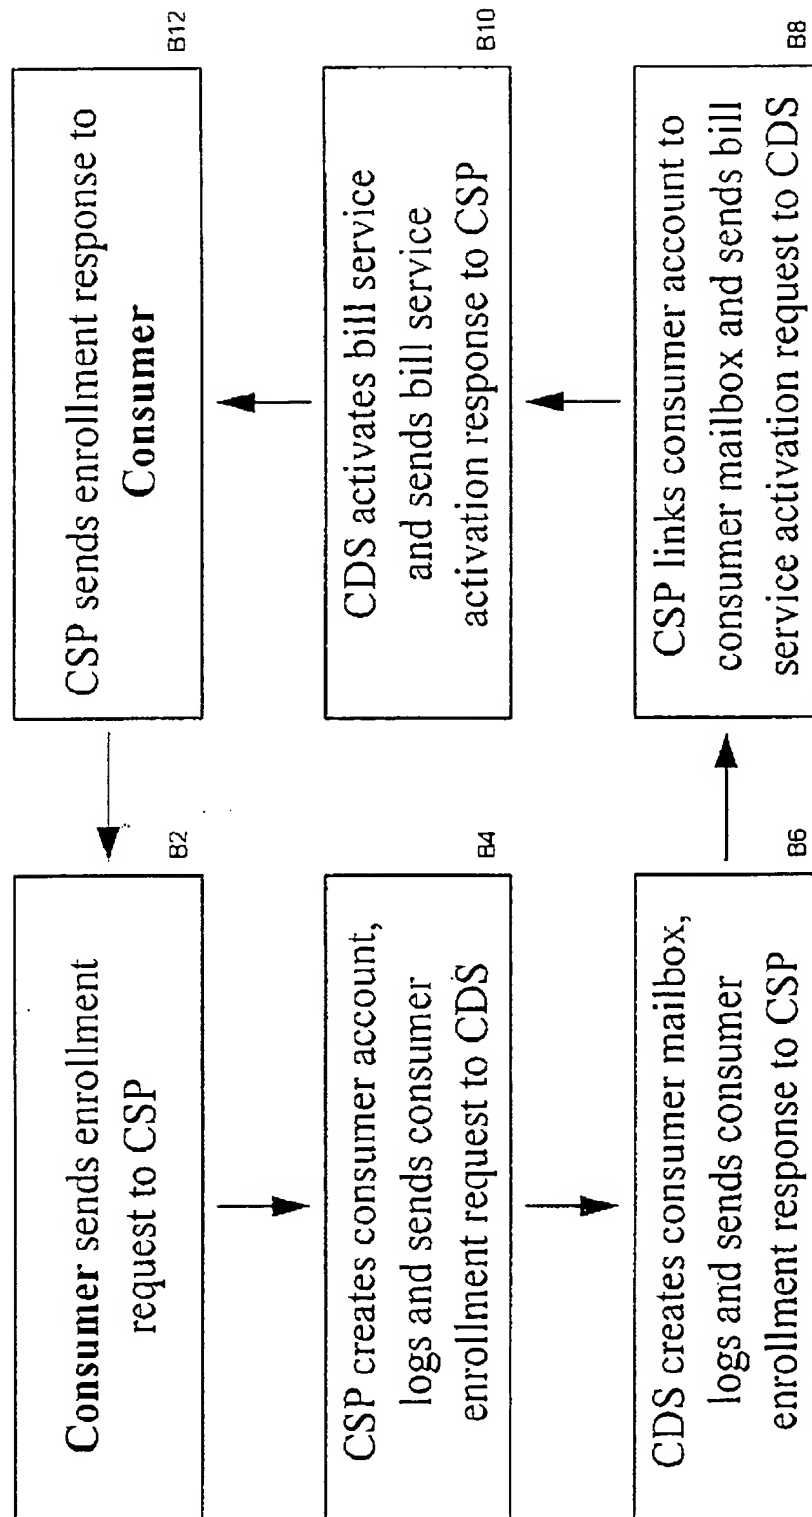 Consumer sends enrollment
request to CSP
B2
CSP creates consumer account,
logs and sends consumer
enrollment request to CDS
B4
CDS creates consumer mailbox,
logs and sends consumer
enrollment response to CSP
B6
CSP links consumer account to
consumer mailbox and sends bill
service activation request to CDS
B8
CDS activates bill service
and sends bill service
activation response to CSP
B10
CSP sends enrollment response to
Consumer
B12